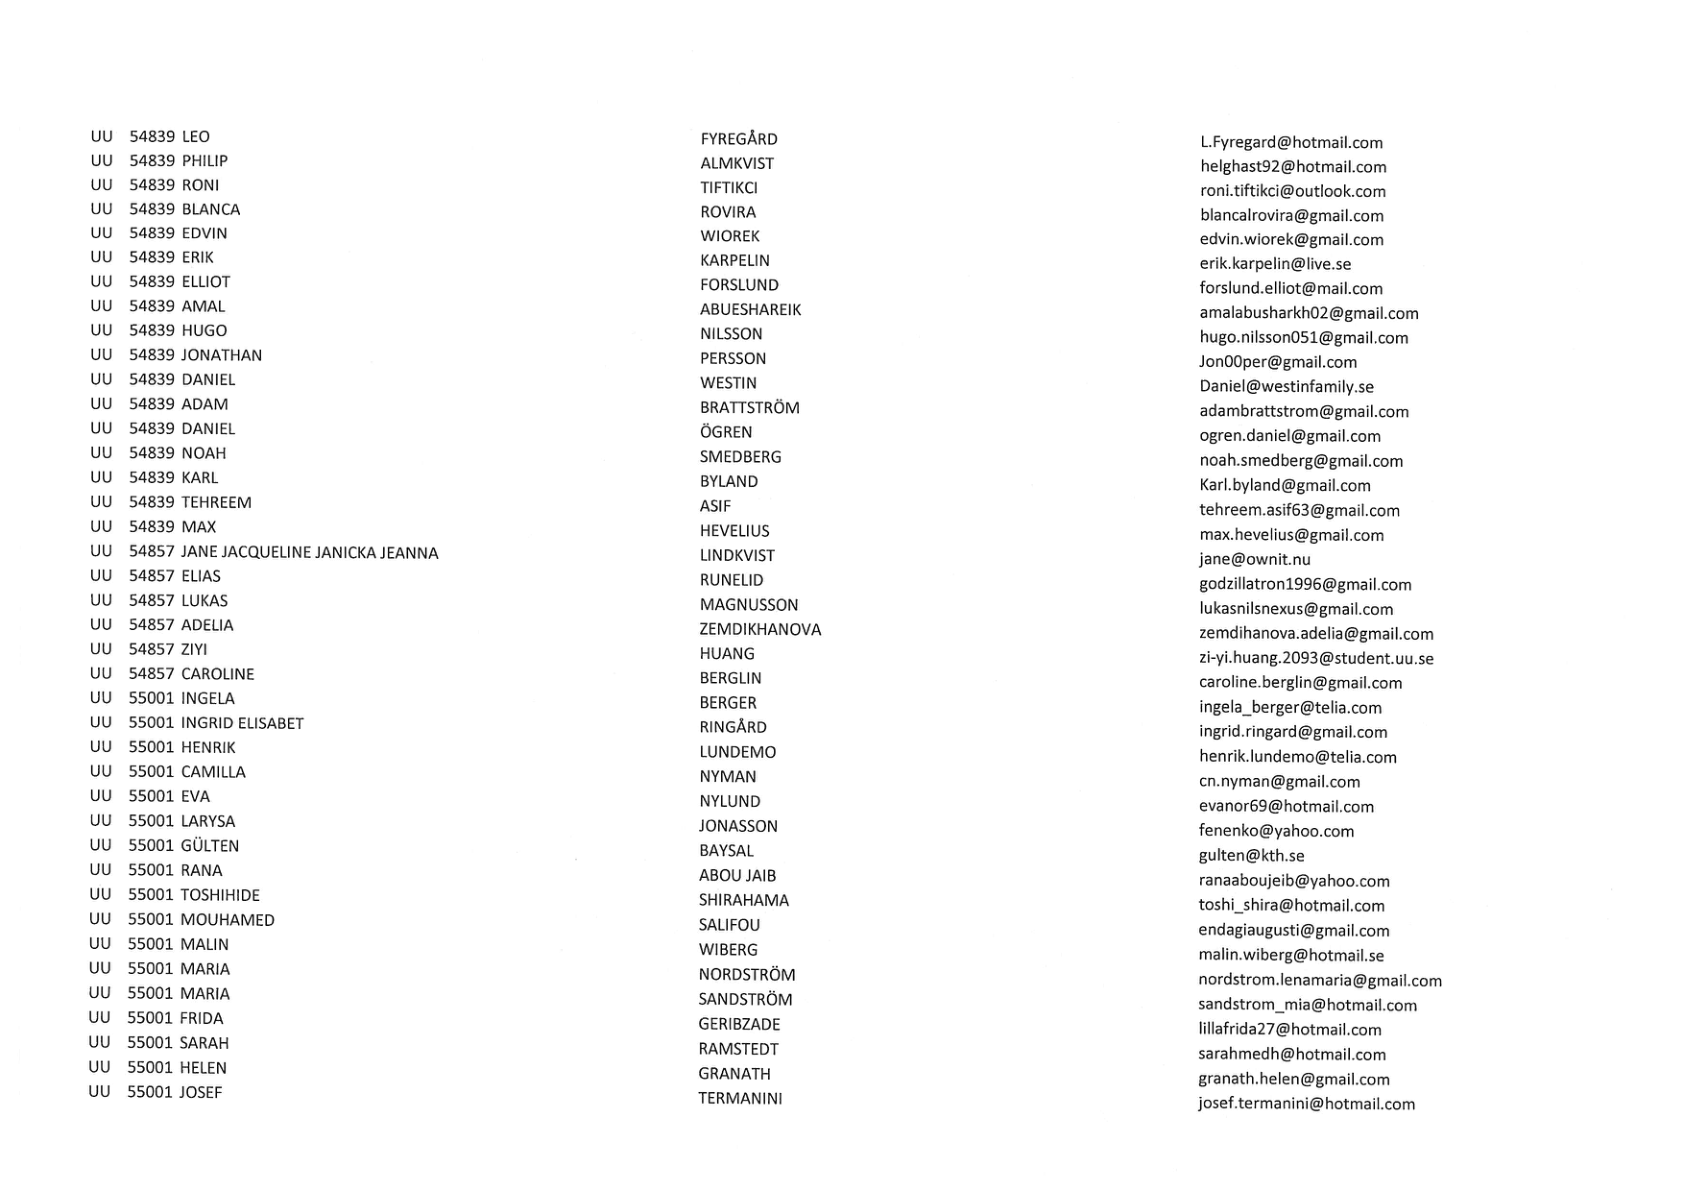 UU 54839 LEO FYREGÅRD L.Fyregard@hotmail.com
UU 54839 PHILIP ALMKVIST helghast92@hotmail.com
UU 54839 RONI TIFTIKCI roni.tiftikci@outlook.com
UU 54839 BLANCA ROVIRA blancalrovira@gmail.com
UU 54839 EDVIN WIOREK edvin.wiorek@gmail.com
UU 54839 ERIK KARPELIN erik.karpelin@live.se
UU 54839 ELLIOT FORSLUND forslund.elliot@mail.com
UU 54839 AMAL ABUESHAREIK amalabusharkh02@gmail.com
UU 54839 HUGO NILSSON hugo.nilsson051@gmail.com
UU 54839 JONATHAN PERSSON Jon00per@gmail.com
UU 54839 DANIEL WESTIN Daniel@westinfamily.se
UU 54839 ADAM BRATTSTRÖM adambrattstrom@gmail.com
UU 54839 DANIEL ÖGREN ogren.daniel@gmail.com
UU 54839 NOAH SMEDBERG noah.smedberg@gmail.com
UU 54839 KARL BYLAND Karl.byland@gmail.com
UU 54839 TEHREEM ASIF tehreem.asif63@gmail.com
UU 54839 MAX HEVELIUS max.hevelius@gmail.com
UU 54857 JANE JACQUELINE JANICKA JEANNA LINDKVIST jane@ownit.nu
UU 54857 ELIAS RUNELID godzillatron1996@gmail.com
UU 54857 LUKAS MAGNUSSON lukasnilsnexus@gmail.com
UU 54857 ADELIA ZEMDIKHANOVA zemdihanova.adelia@gmail.com
UU 54857 ZIYI HUANG zi-yi.huang.2093@student.uu.se
UU 54857 CAROLINE BERGLIN caroline.berglin@gmail.com
UU 55001 INGELA BERGER ingela_berger@telia.com
UU 55001 INGRID ELISABET RINGÅRD ingrid.ringard@gmail.com
UU 55001 HENRIK LUNDEMO henrik.lundemo@telia.com
UU 55001 CAMILLA NYMAN cn.nyman@gmail.com
UU 55001 EVA NYLUND evanor69@hotmail.com
UU 55001 LARYSA JONASSON fenenko@yahoo.com
UU 55001 GÜLTEN BAYSAL gulten@kth.se
UU 55001 RANA ABOU JAIB ranaaboujeib@yahoo.com
UU 55001 TOSHIHIDE SHIRAHAMA toshi_shira@hotmail.com
UU 55001 MOUHAMED SALIFOU endagiaugusti@gmail.com
UU 55001 MALIN WIBERG malin.wiberg@hotmail.se
UU 55001 MARIA NORDSTRÖM nordstrom.lenamaria@gmail.com
UU 55001 MARIA SANDSTRÖM sandstrom_mia@hotmail.com
UU 55001 FRIDA GERIBZADE lillafrida27@hotmail.com
UU 55001 SARAH RAMSTEDT sarahmedh@hotmail.com
UU 55001 HELEN GRANATH granath.helen@gmail.com
UU 55001 JOSEF TERMANINI josef.termanini@hotmail.com